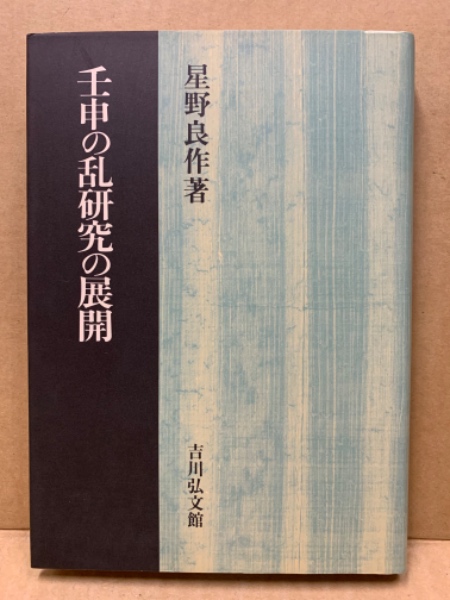 星野良作著
壬申の乱研究の展開
吉川弘文館